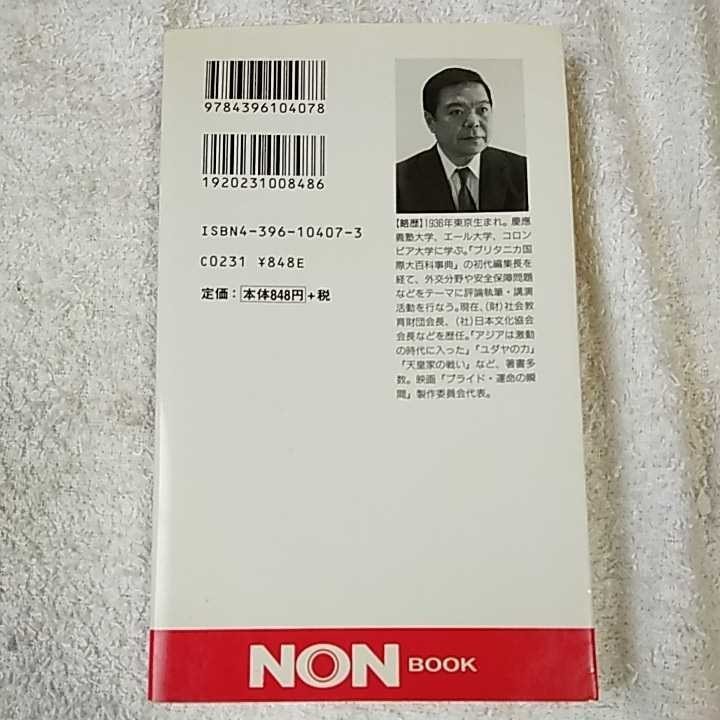 9784396104078
1920231008486
ISBN4-396-10407-3
C0231 ¥848E
定価：本体848円+税
【略歴】1936年東京生まれ。慶應
義塾大学、エール大学、コロン
ビア大学に学ぶ。「ブリタニカ国
際大百科事典」の初代編集長を
経て、外交分野や安全保障問題
などをテーマに評論執筆・講演
活動を行なう。現在、(財)社会教
育財団会長、(社)日本文化協会
会長などを歴任。「アジアは激動
の時代に入った」「ユダヤの力」
「天皇家の戦い」など、著書多
数。映画「プライド・運命の瞬
間」製作委員会代表。
NON BOOK